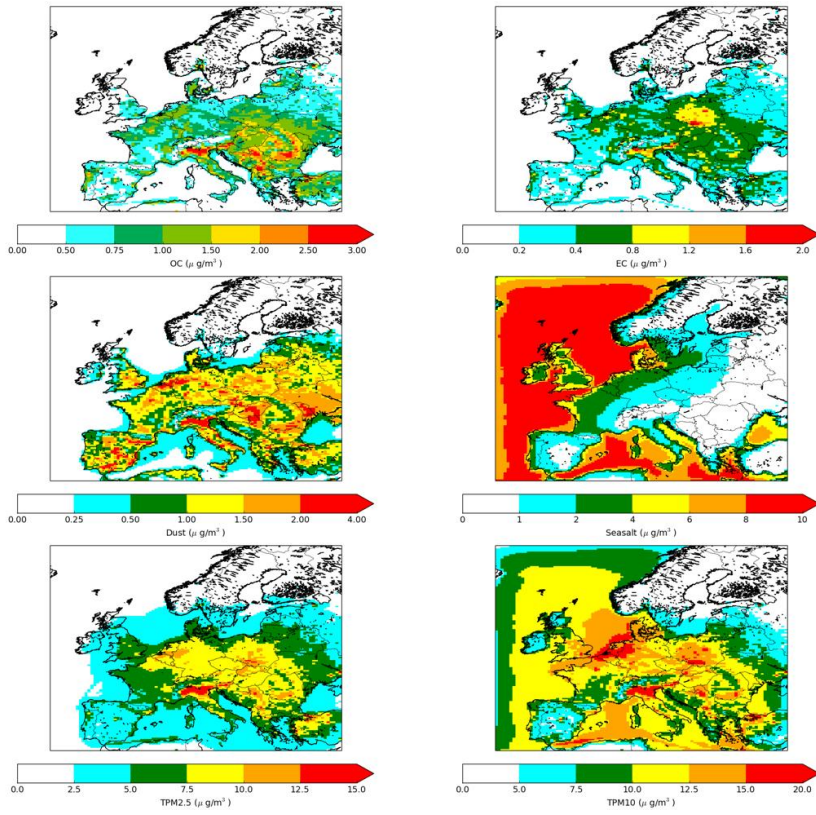 0.00 0.50 0.75 1.00 1.50 2.00 2.50 3.00
OC (μ g/m³ )
0.0 0.2 0.4 0.8 1.2 1.6 2.0
EC (μ g/m³ )
0.00 0.25 0.50 1.00 1.50 2.00 4.00
Dust (μ g/m³ )
0 1 2 4 6 8 10
Seasalt (μ g/m³ )
0.0 2.5 5.0 7.5 10.0 12.5 15.0
TPM2.5 (μ g/m³ )
0.0 5.0 7.5 10.0 12.5 15.0 20.0
TPM10 (μ g/m³ )